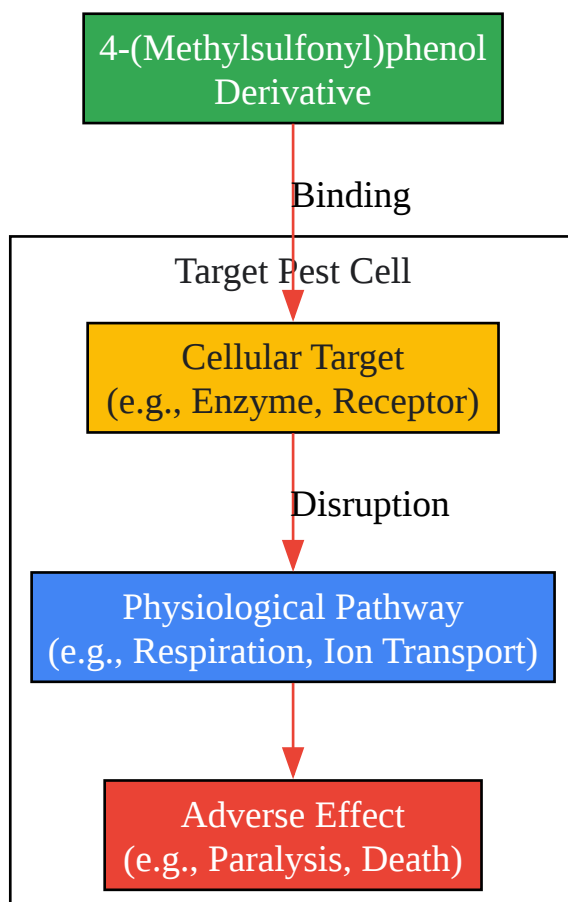 4-(Methylsulfonyl)phenol
Derivative
Binding
Target Pest Cell
Cellular Target
(e.g., Enzyme, Receptor)
Disruption
Physiological Pathway
(e.g., Respiration, Ion Transport)
Adverse Effect
(e.g., Paralysis, Death)